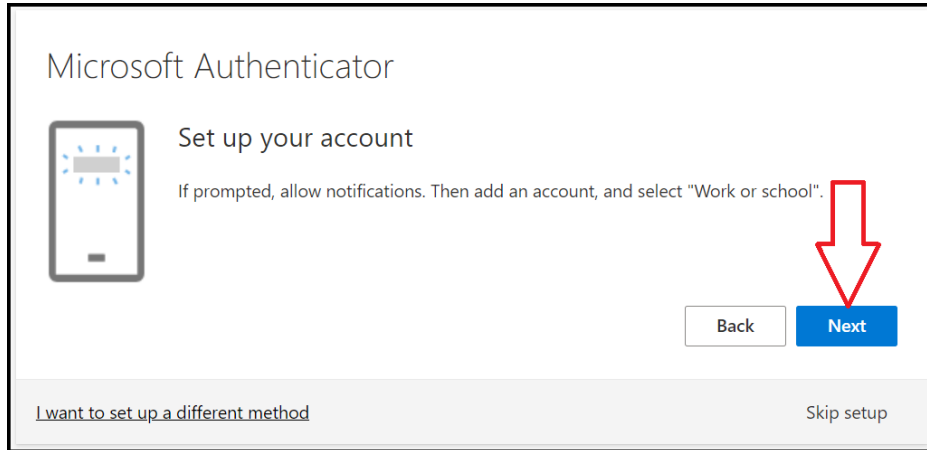 Microsoft Authenticator
Set up your account
If prompted, allow notifications. Then add an account, and select "Work or school".
Back
Next
I want to set up a different method
Skip setup